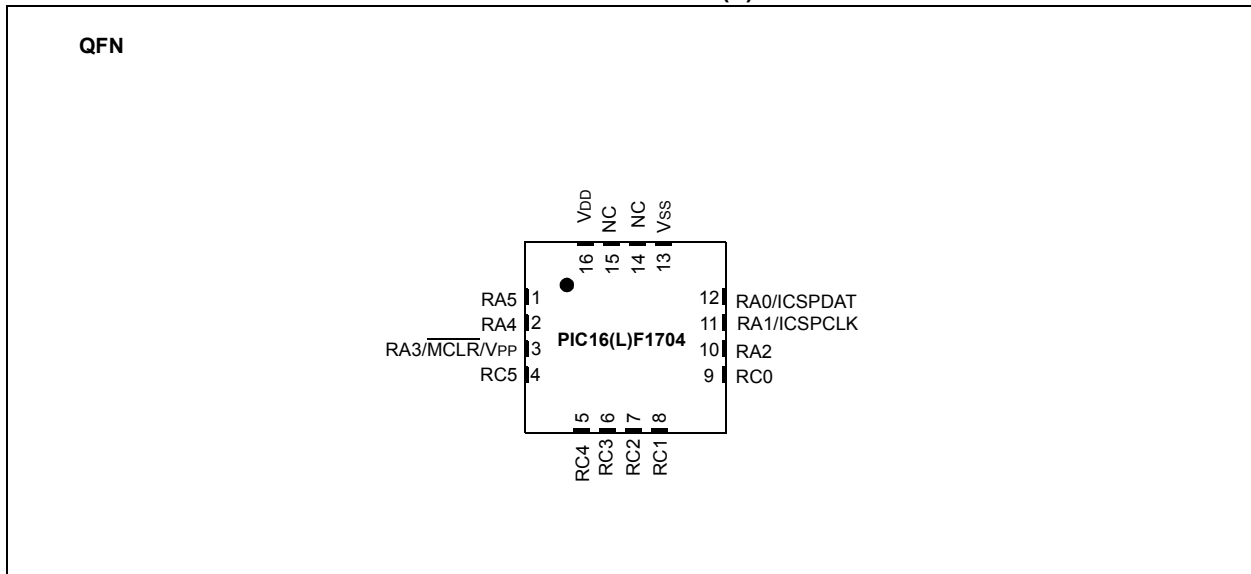 QFN
VDD
NC
NC
VSS
16
15
14
13
RA5 1
RA4 2
RA3/MCLR/VPP 3
RC5 4
PIC16(L)F1704
12 RA0/ICSPDAT
11 RA1/ICSPCLK
10 RA2
9 RC0
5
6
7
8
RC4
RC3
RC2
RC1